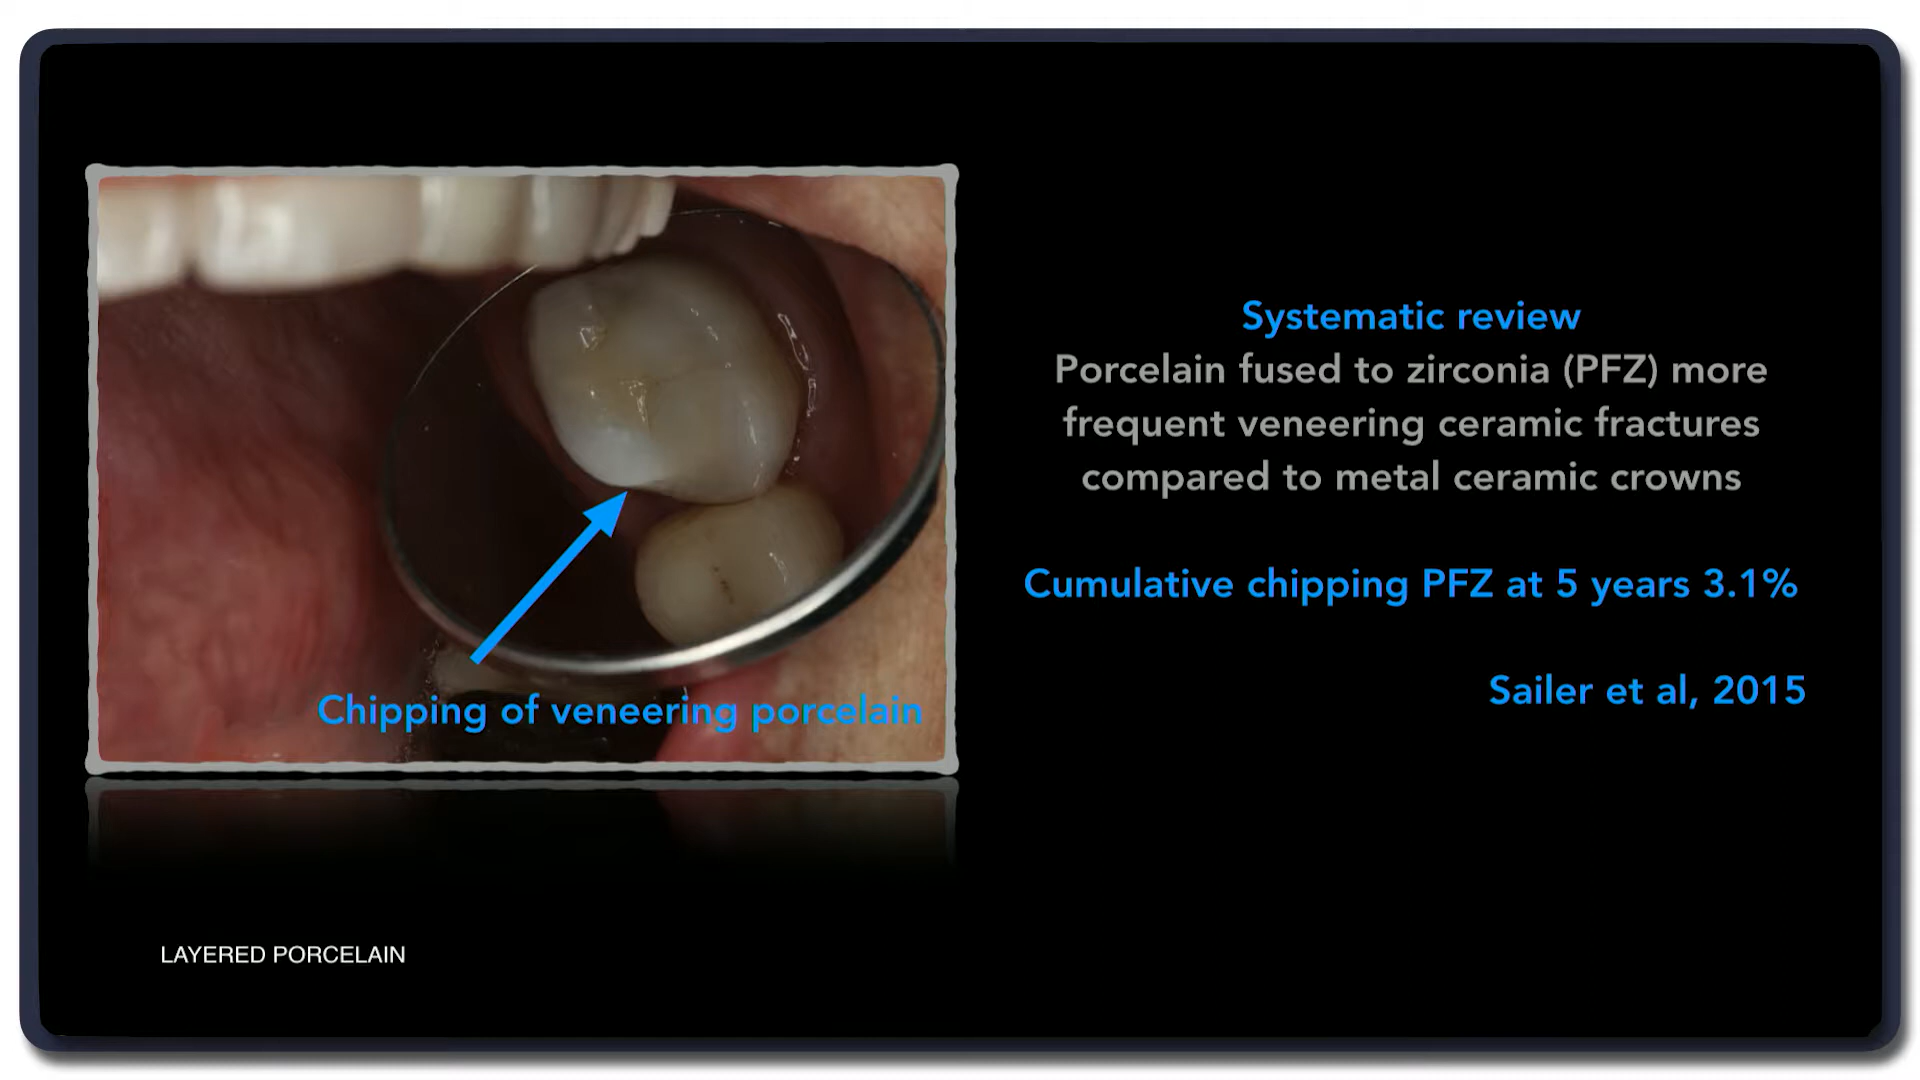 Systematic review
Porcelain fused to zirconia (PFZ) more
frequent veneering ceramic fractures
compared to metal ceramic crowns
Cumulative chipping PFZ at 5 years 3.1%
Sailer et al, 2015
Chipping of veneering porcelain
LAYERED PORCELAIN